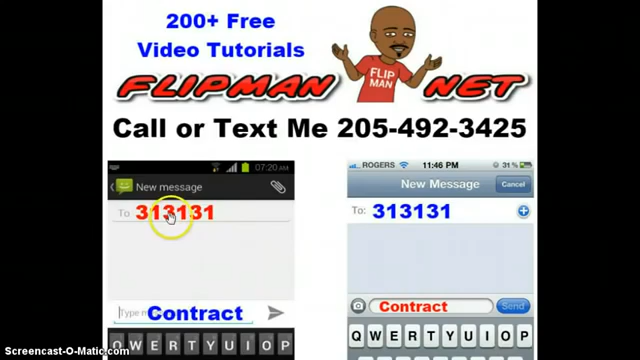 200+ Free
Video Tutorials
FLIPMAN NET
FLIP
MAN
Call or Text Me 205-492-3425
07:20AM
New message
To 313131
Contract
QWERTYUIOP
ROGERS 11:46 PM 31%
New Message Cancel
To: 313131
Contract Send
QWERTYUIOP
Screencast-O-Matic.com